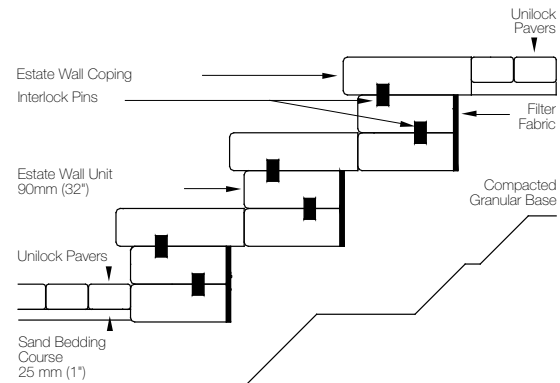 Unilock
Pavers
Estate Wall Coping
Interlock Pins
Filter
Fabric
Estate Wall Unit
90mm (32")
Compacted
Granular Base
Unilock Pavers
Sand Bedding
Course
25 mm (1")